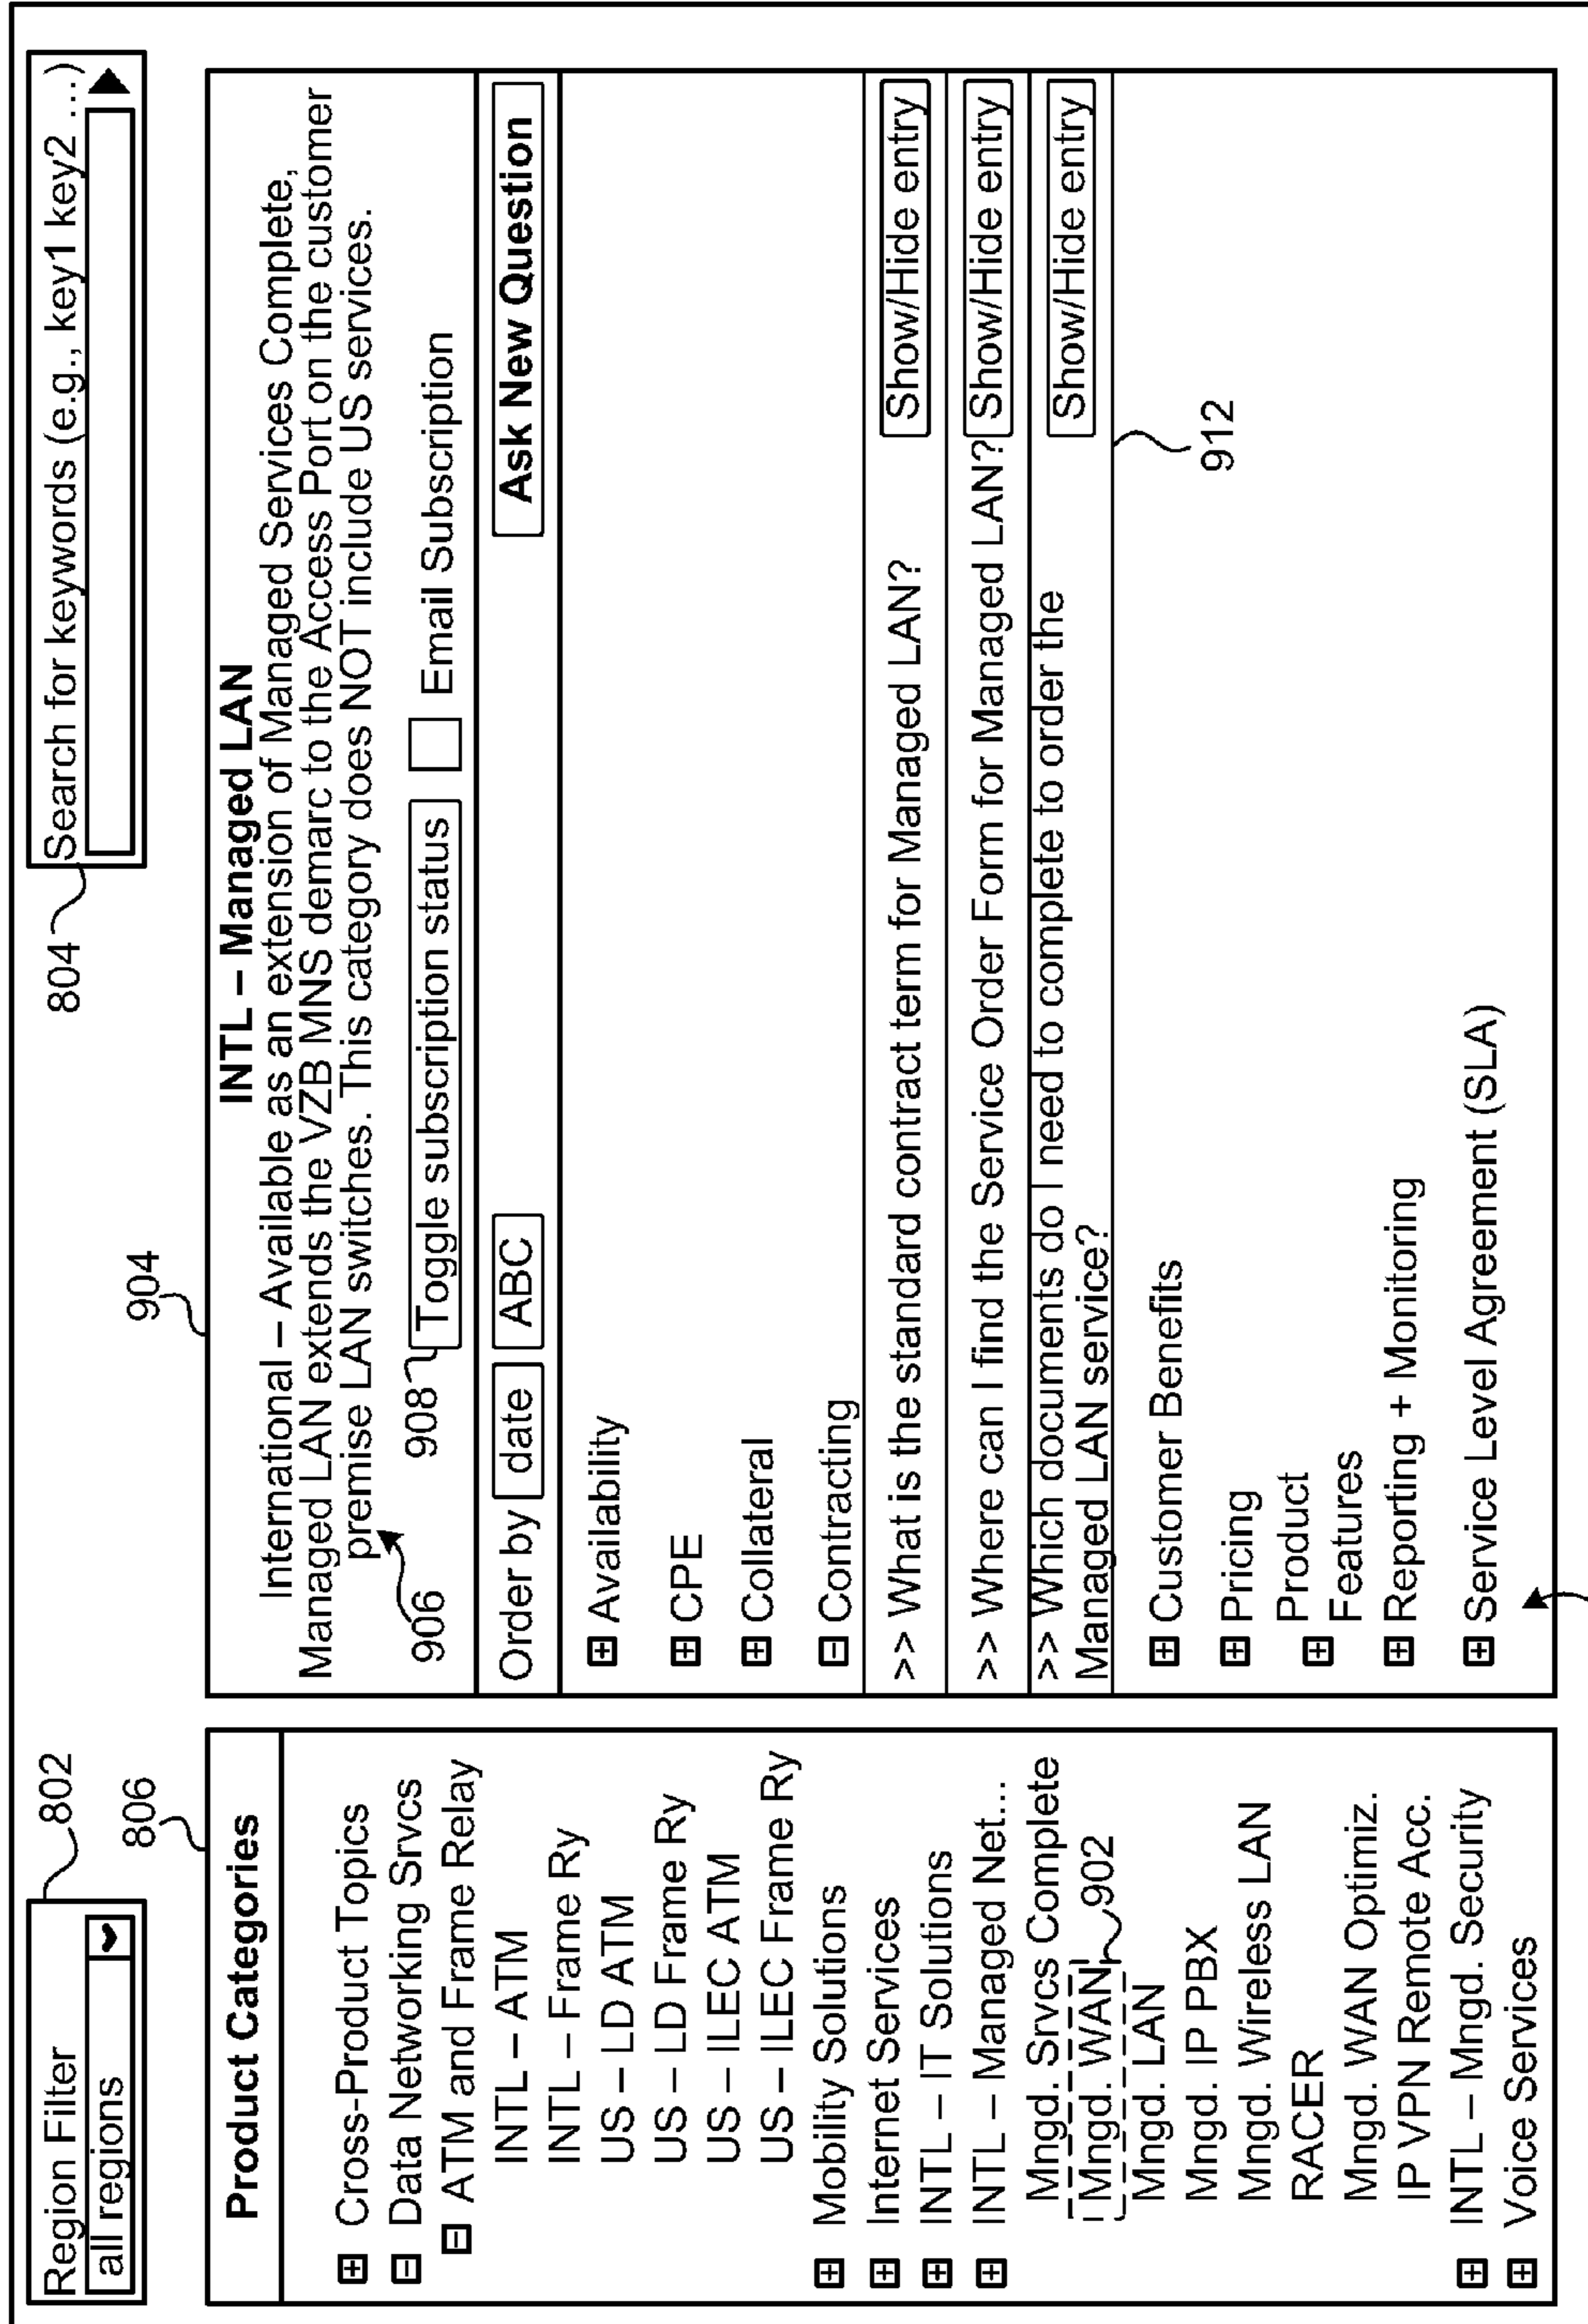 Region Filter
all regions
802
804
Search for keywords (e.g., key1 key2 ...)
806
Product Categories
Cross-Product Topics
Data Networking Srvcs
ATM and Frame Relay
INTL – ATM
INTL – Frame Ry
US – LD ATM
US – LD Frame Ry
US – ILEC ATM
US – ILEC Frame Ry
Mobility Solutions
Internet Services
INTL – IT Solutions
INTL – Managed Net...
Mngd. Srvcs Complete
Mngd. WAN
902
Mngd. LAN
Mngd. IP PBX
Mngd. Wireless LAN
RACER
Mngd. WAN Optimiz.
IP VPN Remote Acc.
INTL – Mngd. Security
Voice Services
904
INTL – Managed LAN
International – Available as an extension of Managed Services Complete,
Managed LAN extends the VZB MNS demarc to the Access Port on the customer
premise LAN switches. This category does NOT include US services.
906
908
Toggle subscription status
Email Subscription
Order by date ABC
Ask New Question
Availability
CPE
Collateral
Contracting
>> What is the standard contract term for Managed LAN? Show/Hide entry
>> Where can I find the Service Order Form for Managed LAN? Show/Hide entry
>> Which documents do I need to complete to order the Show/Hide entry
Managed LAN service?
912
Customer Benefits
Pricing
Product
Features
Reporting + Monitoring
Service Level Agreement (SLA)